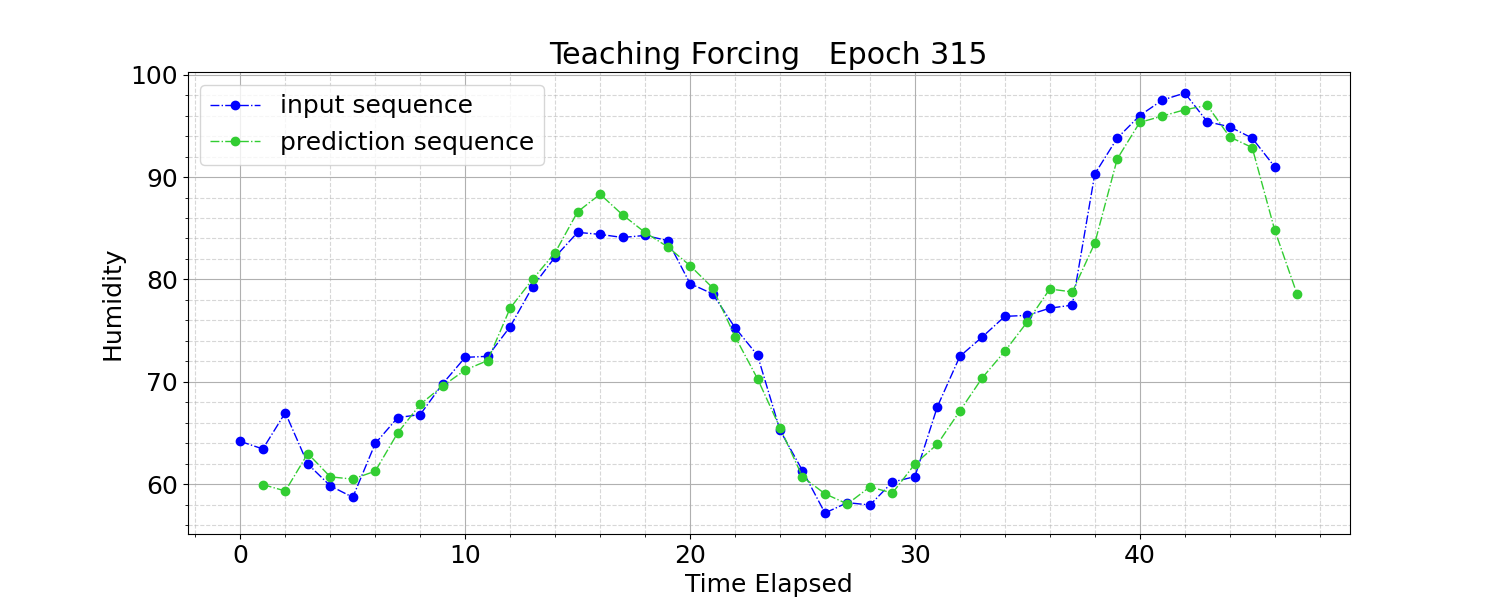 Teaching Forcing   Epoch 315
input sequence
prediction sequence
Humidity
100
90
80
70
60
0 10 20 30 40
Time Elapsed